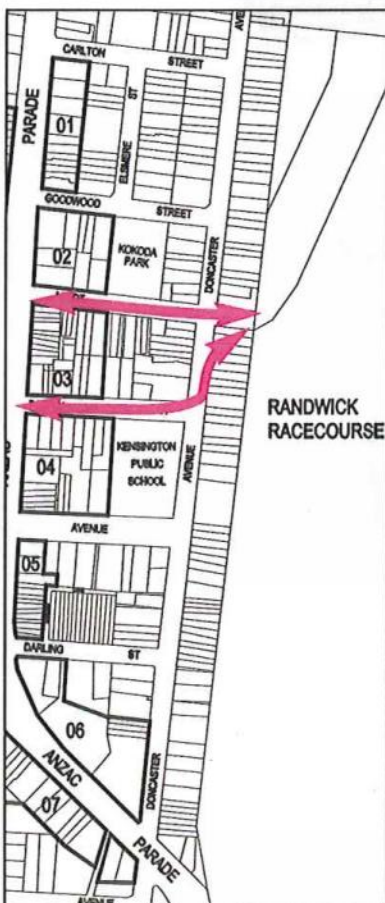 CARLTON
STREET
AVE
PARADE
01
ELSMERE
ST
GOODWOOD
STREET
02
KOKODA
PARK
DONCASTER
03
RANDWICK
RACECOURSE
04
KENSINGTON
PUBLIC
SCHOOL
AVENUE
AVENUE
05
DARLING
ST
06
ANZAC
DONCASTER
07
PARADE
AVENUE